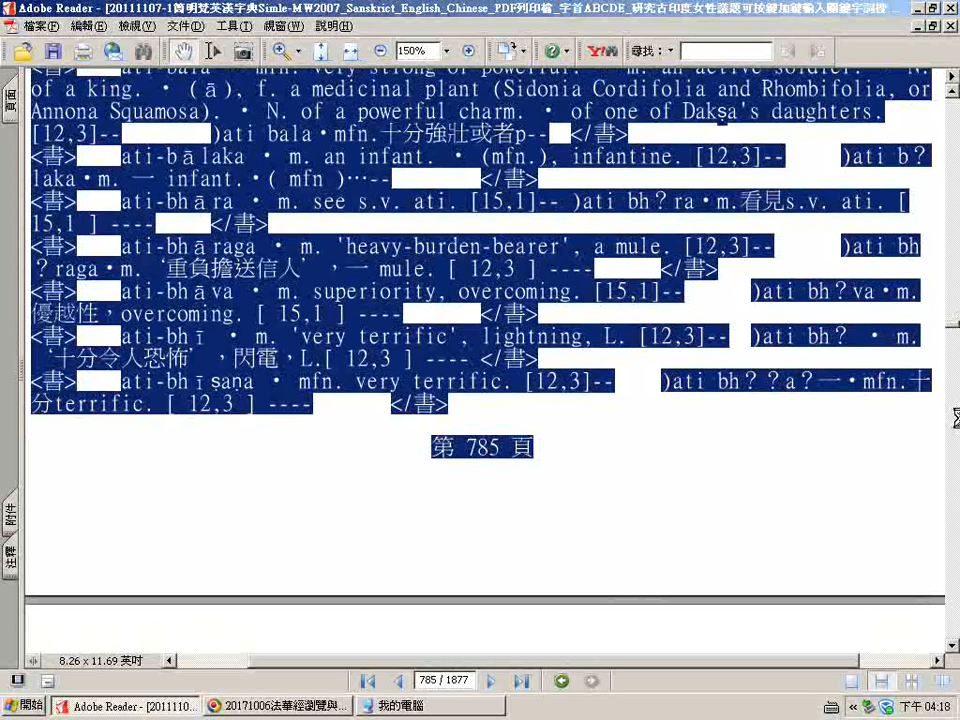 Adobe Reader - [20111107-1簡明梵英漢字典Simle-MW2007_Sanskrict_English_Chinese_PDF列印檔_字首ABCDE_研究古印度女性議題可按鍵加鍵輸入關鍵字詞搜
檔案(F) 編輯(E) 檢視(V) 文件(D) 工具(T) 視窗(W) 說明(H)
150% Y! 尋找：
頁面
of a king. • (ā), f. a medicinal plant (Sidonia Cordifolia and Rhombifolia, or
Annona Squamosa). • N. of a powerful charm. • of one of Dakṣa's daughters.
[12,3]-- )ati bala•mfn.十分強壯或者p-- </書>
<書> ati-bālaka • m. an infant. • (mfn.), infantine. [12,3]-- )ati b?
laka•m. 一 infant.•( mfn )…-- </書>
<書> ati-bhāra • m. see s.v. ati. [15,1]-- )ati bh？ra•m.看見s.v. ati. [
15,1 ] ---- </書>
<書> ati-bhāraga • m. 'heavy-burden-bearer', a mule. [12,3]-- )ati bh
？raga•m.‘重負擔送信人’，一 mule. [ 12,3 ] ---- </書>
<書> ati-bhāva • m. superiority, overcoming. [15,1]-- )ati bh？va•m.
優越性，overcoming. [ 15,1 ] ---- </書>
<書> ati-bhī • m. 'very terrific', lightning, L. [12,3]-- )ati bh？ • m.
‘十分令人恐怖’，閃電，L.[ 12,3 ] ---- </書>
<書> ati-bhīṣaṇa • mfn. very terrific. [12,3]-- )ati bh？？a？一•mfn.十
分terrific. [ 12,3 ] ---- </書>
第 785 頁
附件
注釋
8.26 x 11.69 英吋
785 / 1877
開始 Adobe Reader - [2011110... 20171006法華經瀏覽與... 我的電腦 下午 04:18